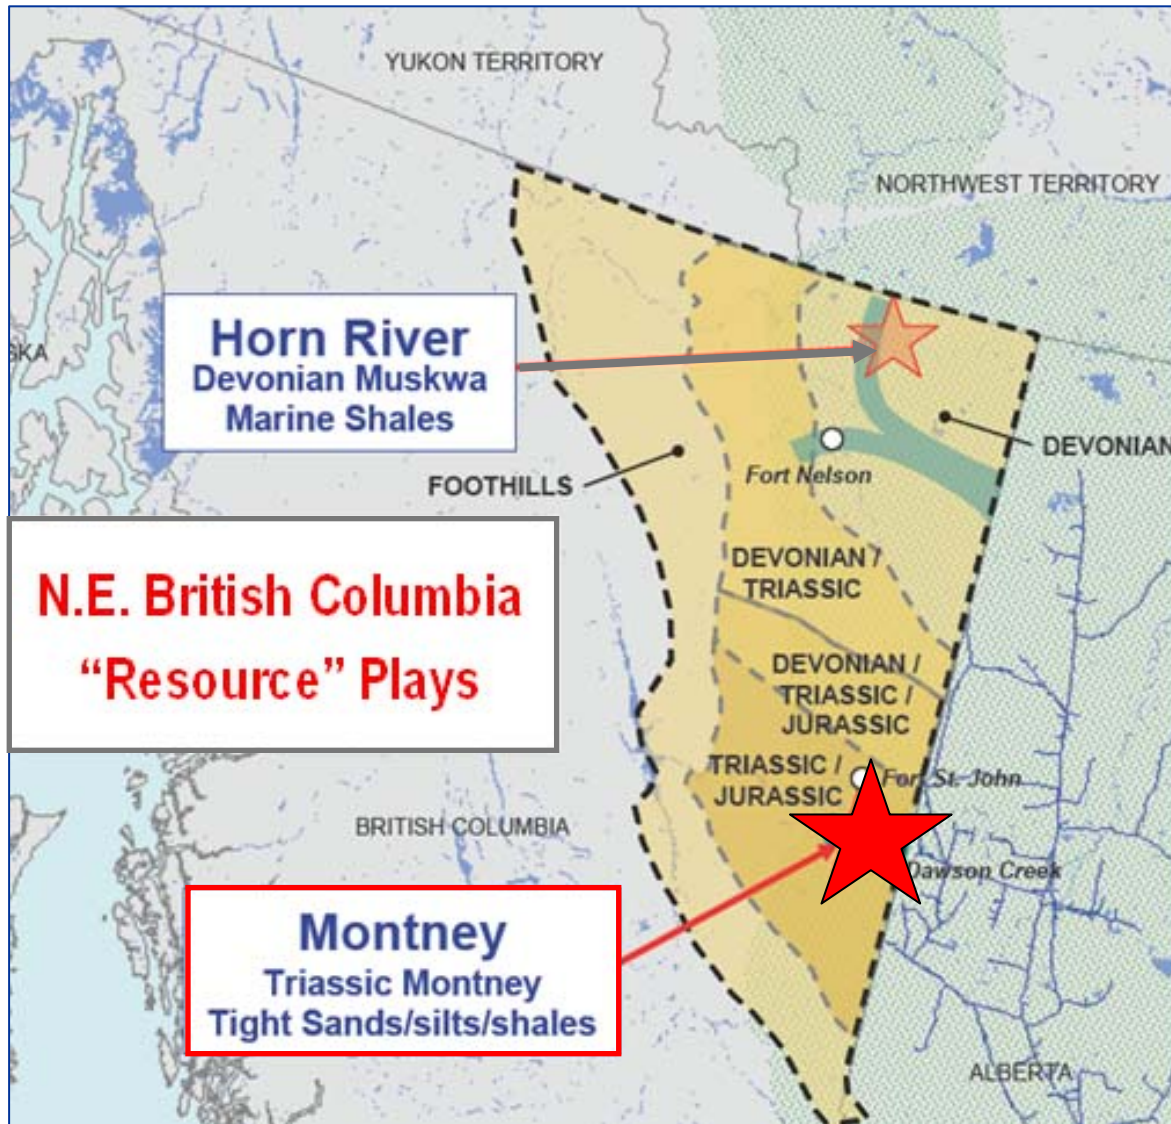 YUKON TERRITORY
NORTHWEST TERRITORY
Horn River
Devonian Muskwa
Marine Shales
SKA
DEVONIAN
Fort Nelson
FOOTHILLS
N.E. British Columbia
“Resource” Plays
DEVONIAN /
TRIASSIC
DEVONIAN /
TRIASSIC /
JURASSIC
TRIASSIC /
JURASSIC
Fort St. John
BRITISH COLUMBIA
Dawson Creek
Montney
Triassic Montney
Tight Sands/silts/shales
ALBERTA